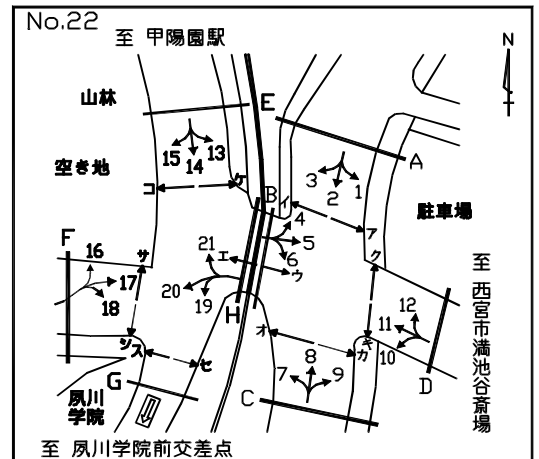 No.22
至 甲陽園駅
N
山林
E
15 14 13
3 2 1
A
空き地
コ
ケ
B
イ
4
駐車場
5
ア
ク
F
16
サ
21
エ
6
ウ
17
20
18
19
12
11
至 西宮市満池谷斎場
H
オ
キ
カ
10
シ
ス
セ
8
7 9
D
G
C
夙川
学院
至 夙川学院前交差点